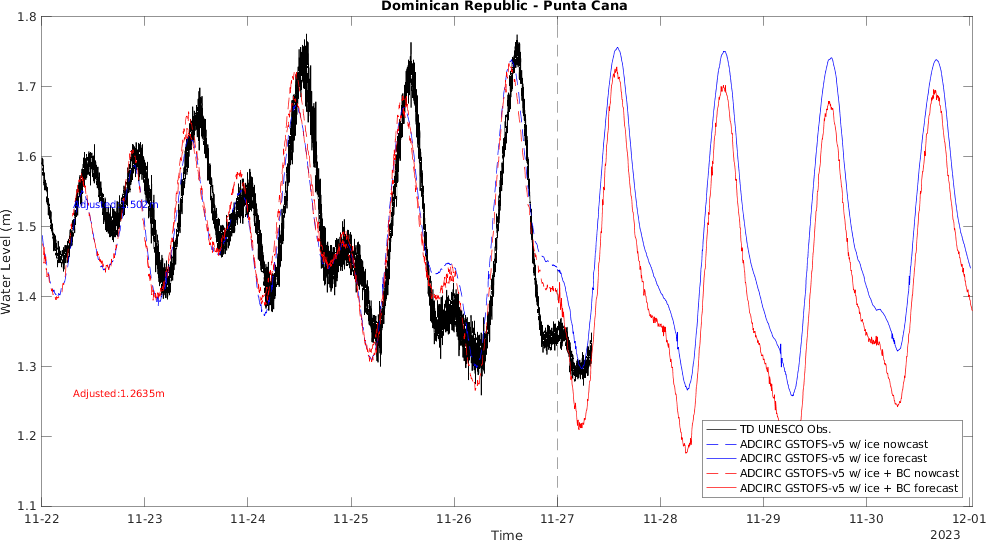 Dominican Republic - Punta Cana
Water Level (m)
1.8
1.7
1.6
1.5
1.4
1.3
1.2
1.1
Adjusted:1.2635m
TD UNESCO Obs.
ADCIRC GSTOFS-v5 w/ ice nowcast
ADCIRC GSTOFS-v5 w/ ice forecast
ADCIRC GSTOFS-v5 w/ ice + BC nowcast
ADCIRC GSTOFS-v5 w/ ice + BC forecast
11-22 11-23 11-24 11-25 11-26 11-27 11-28 11-29 11-30 12-01
Time
2023